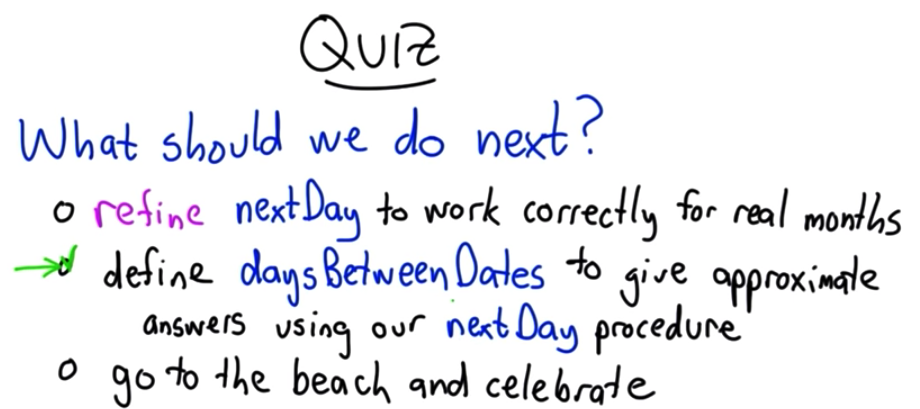 QUIZ
What should we do next?
refine nextDay to work correctly for real months
define daysBetweenDates to give approximate
answers using our nextDay procedure
go to the beach and celebrate